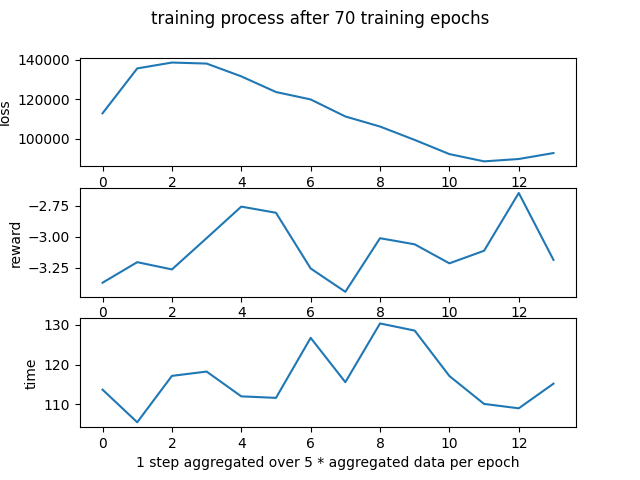 training process after 70 training epochs
140000
120000
100000
loss
0 2 4 6 8 10 12
−2.75
−3.00
−3.25
reward
0 2 4 6 8 10 12
130
120
110
time
0 2 4 6 8 10 12
1 step aggregated over 5 * aggregated data per epoch